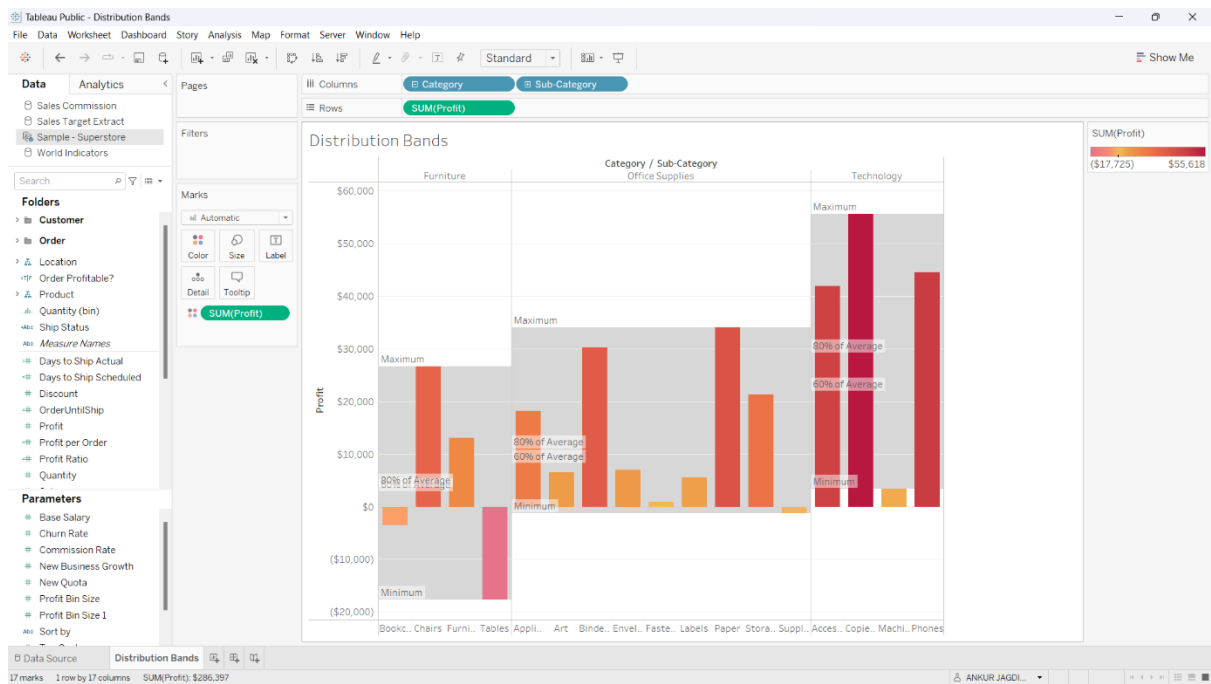 Tableau Public - Distribution Bands
File Data Worksheet Dashboard Story Analysis Map Format Server Window Help
Standard
Show Me
Data Analytics
Sales Commission
Sales Target Extract
Sample - Superstore
World Indicators
Search
Folders
Customer
Order
Location
Order Profitable?
Product
Quantity (bin)
Abc Ship Status
Abc Measure Names
Days to Ship Actual
Days to Ship Scheduled
Discount
OrderUntilShip
Profit
Profit per Order
Profit Ratio
Quantity
Parameters
Base Salary
Churn Rate
Commission Rate
New Business Growth
New Quota
Profit Bin Size
Profit Bin Size 1
Abc Sort by
Pages
Filters
Marks
Automatic
Color Size Label
Detail Tooltip
SUM(Profit)
Columns Category Sub-Category
Rows SUM(Profit)
Distribution Bands
Category / Sub-Category
Furniture Office Supplies Technology
Profit
$60,000
$50,000
$40,000
$30,000
$20,000
$10,000
$0
($10,000)
($20,000)
Maximum
80% of Average
Minimum
Maximum
80% of Average
60% of Average
Minimum
Maximum
80% of Average
60% of Average
Minimum
Bookc.. Chairs Furni.. Tables Appli.. Art Binde.. Envel.. Faste.. Labels Paper Stora.. Suppl.. Acces.. Copie.. Machi.. Phones
SUM(Profit)
($17,725) $55,618
Data Source Distribution Bands
17 marks 1 row by 17 columns SUM(Profit): $286,397
ANKUR JAGDI...